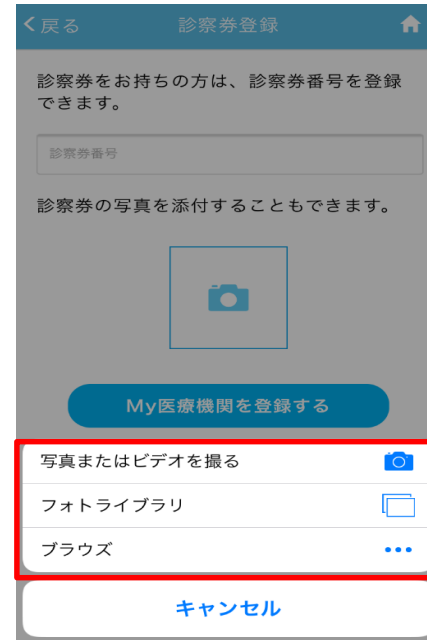 戻る 診察券登録
診察券をお持ちの方は、診察券番号を登録
できます。
診察券番号
診察券の写真を添付することもできます。
My医療機関を登録する
写真またはビデオを撮る
フォトライブラリ
ブラウズ
キャンセル